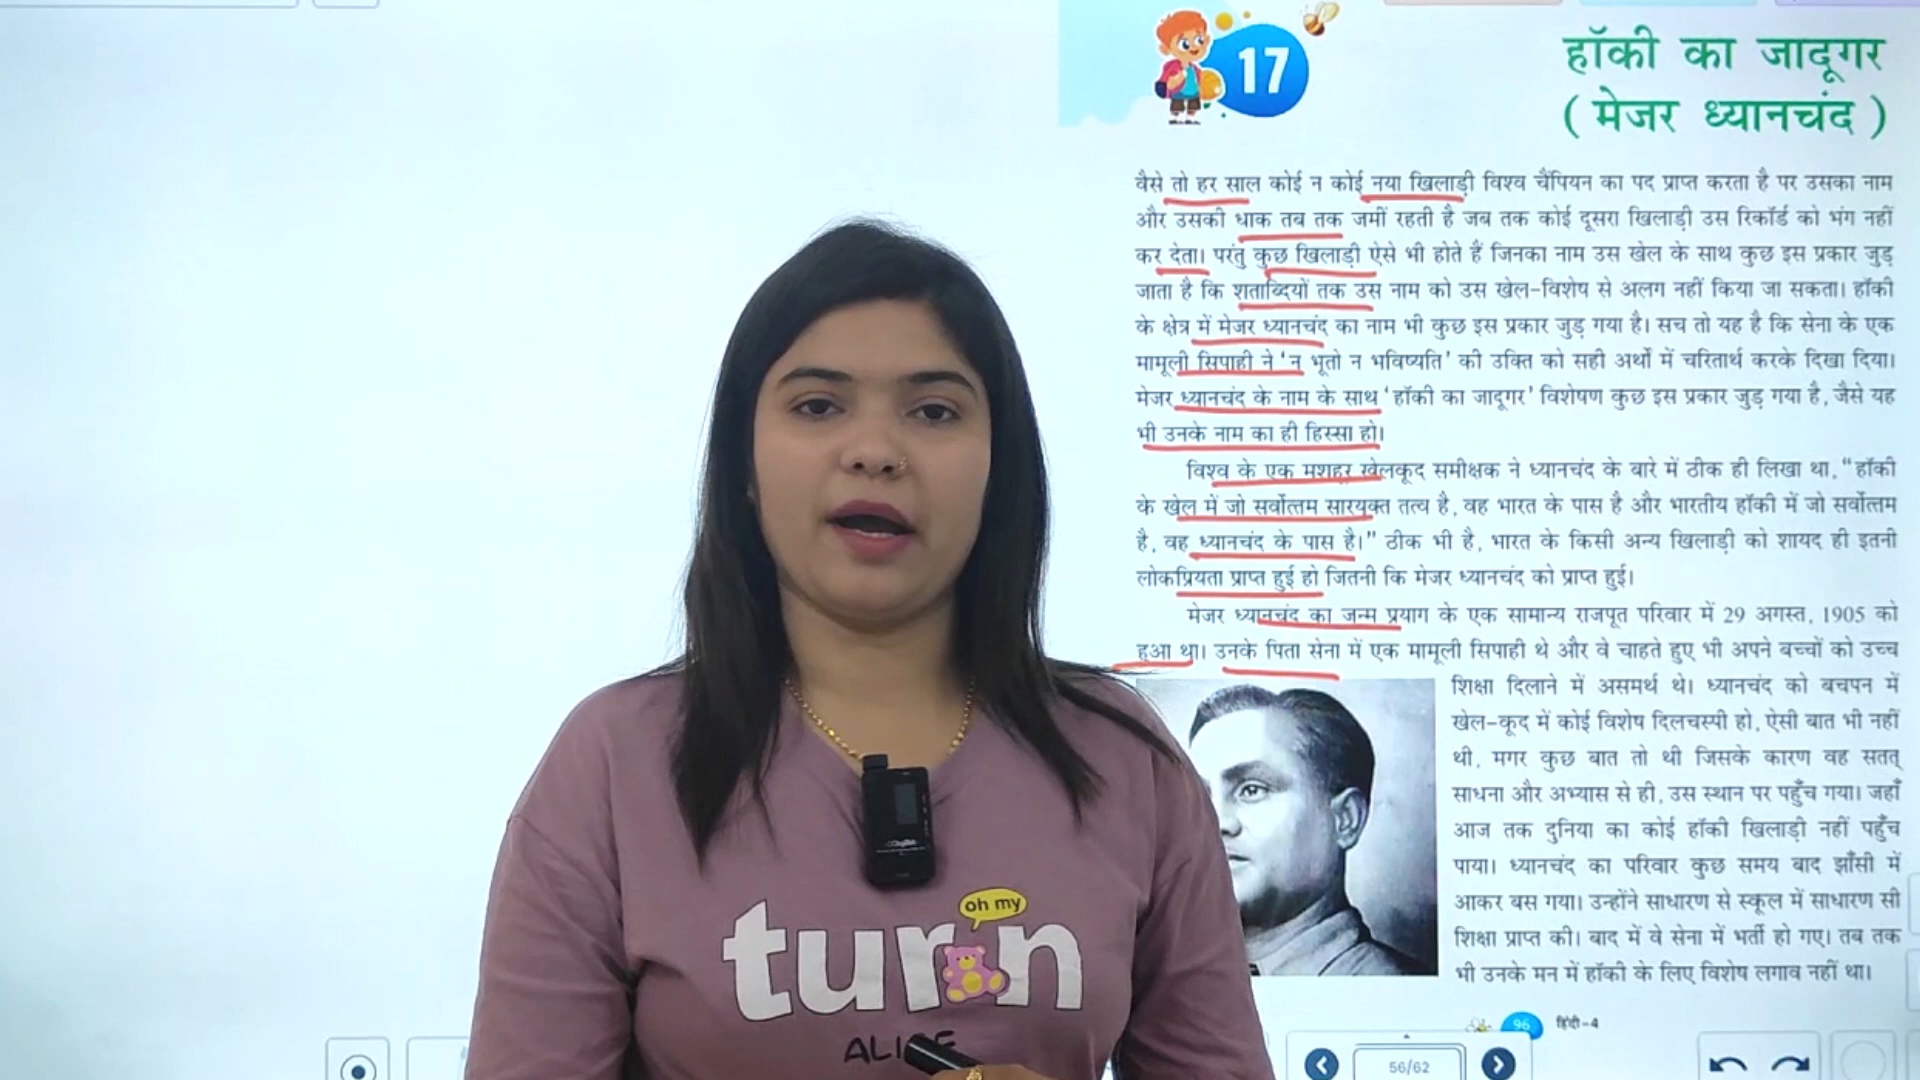 17
हॉकी का जादूगर
( मेजर ध्यानचंद )
वैसे तो हर साल कोई न कोई नया खिलाड़ी विश्व चैंपियन का पद प्राप्त करता है पर उसका नाम
और उसकी धाक तब तक जमीं रहती है जब तक कोई दूसरा खिलाड़ी उस रिकॉर्ड को भंग नहीं
कर देता। परंतु कुछ खिलाड़ी ऐसे भी होते हैं जिनका नाम उस खेल के साथ कुछ इस प्रकार जुड़
जाता है कि शताब्दियों तक उस नाम को उस खेल-विशेष से अलग नहीं किया जा सकता। हॉकी
के क्षेत्र में मेजर ध्यानचंद का नाम भी कुछ इस प्रकार जुड़ गया है। सच तो यह है कि सेना के एक
मामूली सिपाही ने 'न भूतो न भविष्यति' की उक्ति को सही अर्थों में चरितार्थ करके दिखा दिया।
मेजर ध्यानचंद के नाम के साथ 'हॉकी का जादूगर' विशेषण कुछ इस प्रकार जुड़ गया है, जैसे यह
भी उनके नाम का ही हिस्सा हो।
विश्व के एक मशहूर खेलकूद समीक्षक ने ध्यानचंद के बारे में ठीक ही लिखा था, "हॉकी
के खेल में जो सर्वोत्तम सारयुक्त तत्व है, वह भारत के पास है और भारतीय हॉकी में जो सर्वोत्तम
है, वह ध्यानचंद के पास है।" ठीक भी है, भारत के किसी अन्य खिलाड़ी को शायद ही इतनी
लोकप्रियता प्राप्त हुई हो जितनी कि मेजर ध्यानचंद को प्राप्त हुई।
मेजर ध्यानचंद का जन्म प्रयाग के एक सामान्य राजपूत परिवार में 29 अगस्त, 1905 को
हुआ था। उनके पिता सेना में एक मामूली सिपाही थे और वे चाहते हुए भी अपने बच्चों को उच्च
शिक्षा दिलाने में असमर्थ थे। ध्यानचंद को बचपन में
खेल-कूद में कोई विशेष दिलचस्पी हो, ऐसी बात भी नहीं
थी, मगर कुछ बात तो थी जिसके कारण वह सतत्
साधना और अभ्यास से ही, उस स्थान पर पहुँच गया। जहाँ
आज तक दुनिया का कोई हॉकी खिलाड़ी नहीं पहुँच
पाया। ध्यानचंद का परिवार कुछ समय बाद झाँसी में
आकर बस गया। उन्होंने साधारण से स्कूल में साधारण सी
शिक्षा प्राप्त की। बाद में वे सेना में भर्ती हो गए। तब तक
भी उनके मन में हॉकी के लिए विशेष लगाव नहीं था।
96 हिंदी-4
56/62
oh my
turn